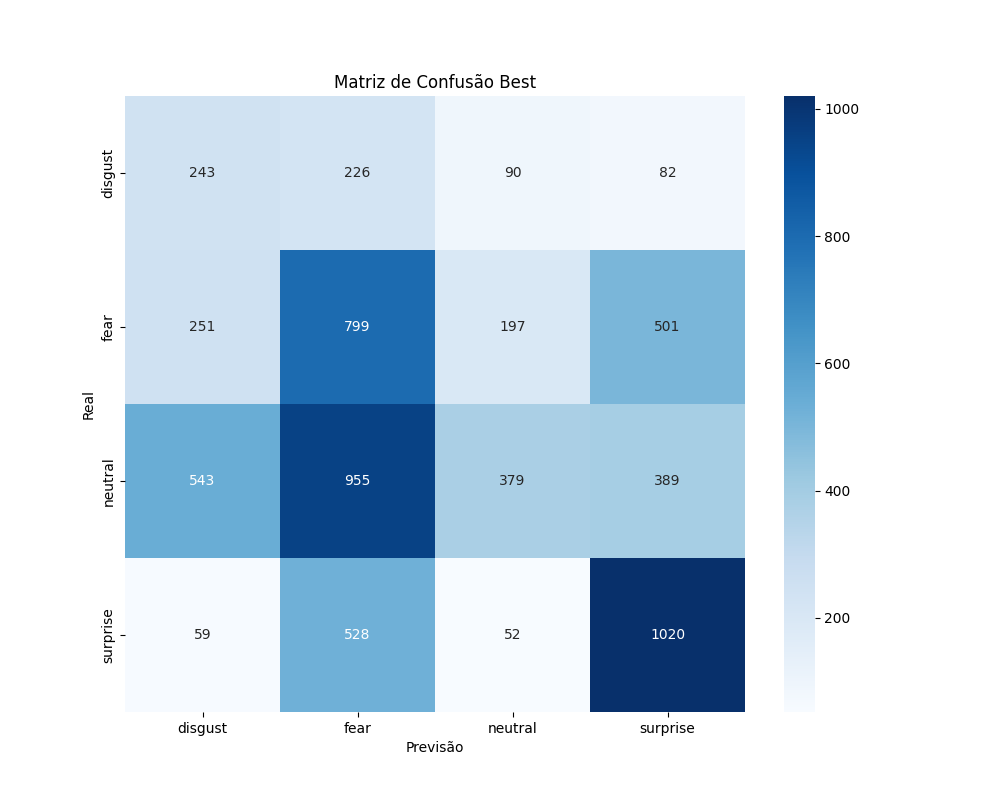 Matriz de Confusão Best
disgust 243 226 90 82
fear 251 799 197 501
neutral 543 955 379 389
surprise 59 528 52 1020
disgust fear neutral surprise
Previsão
Real
1000
800
600
400
200